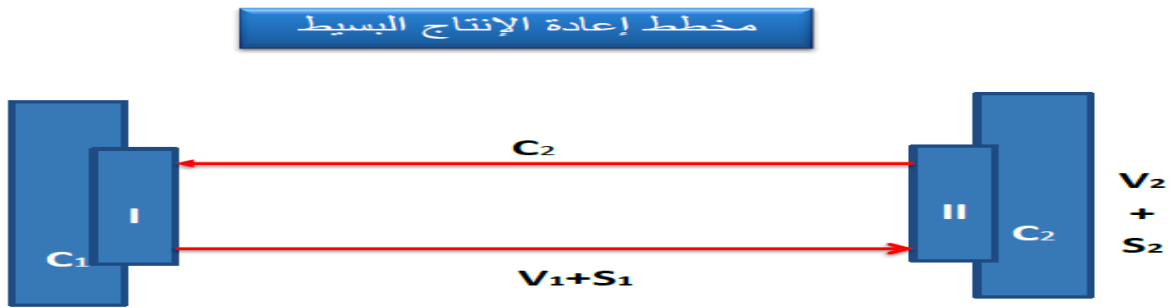 مخطط إعادة الإنتاج البسيط
C₂
I
II
C₁
C₂
V₁+S₁
V₂
+
S₂